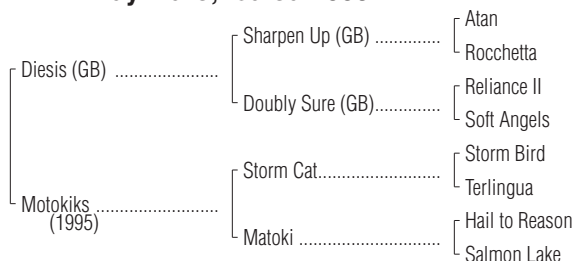 Atan
Sharpen Up (GB) .............
Rocchetta
Diesis (GB) .....................
Reliance II
Doubly Sure (GB).............
Soft Angels
Storm Bird
Storm Cat........................
Terlingua
Motokiks .........................
(1995)
Hail to Reason
Matoki ............................
Salmon Lake